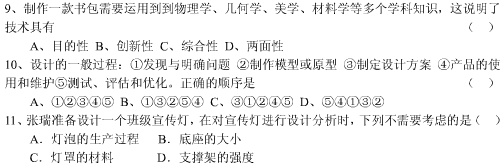 9、制作一款书包需要运用到到物理学、几何学、美学、材料学等多个学科知识，这说明了
技术具有 （ ）
A、目的性 B、创新性 C、综合性 D、两面性
10、设计的一般过程：①发现与明确问题 ②制作模型或原型 ③制定设计方案 ④产品的使
用和维护⑤测试、评估和优化。正确的顺序是 （ ）
A、①②③④⑤ B、①③②⑤④ C、③①②④⑤ D、⑤④①③②
11、张瑞准备设计一个班级宣传灯，在对宣传灯进行设计分析时，下列不需要考虑的是（ ）
A．灯泡的生产过程 B．底座的大小
C．灯罩的材料 D．支撑架的强度